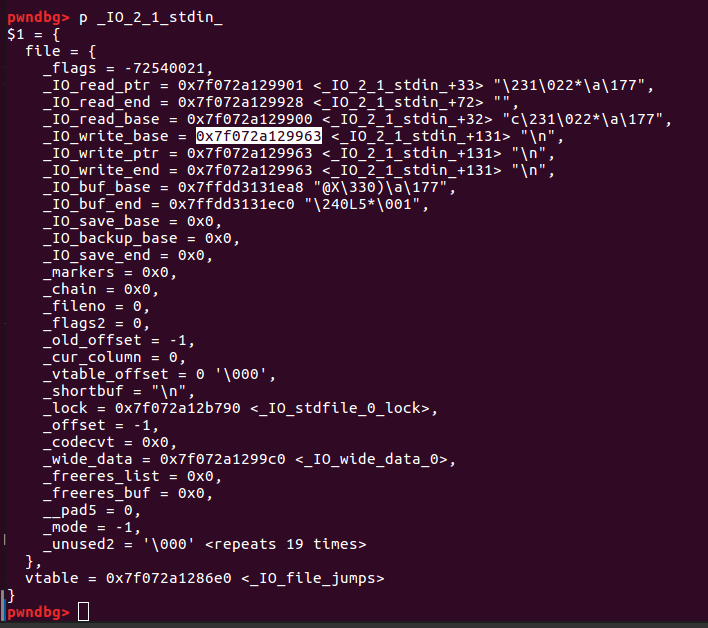 pwndbg> p _IO_2_1_stdin_
$1 = {
  file = {
    _flags = -72540021,
    _IO_read_ptr = 0x7f072a129901 <_IO_2_1_stdin_+33> "\231\022*\a\177",
    _IO_read_end = 0x7f072a129928 <_IO_2_1_stdin_+72> "",
    _IO_read_base = 0x7f072a129900 <_IO_2_1_stdin_+32> "c\231\022*\a\177",
    _IO_write_base = 0x7f072a129963 <_IO_2_1_stdin_+131> "\n",
    _IO_write_ptr = 0x7f072a129963 <_IO_2_1_stdin_+131> "\n",
    _IO_write_end = 0x7f072a129963 <_IO_2_1_stdin_+131> "\n",
    _IO_buf_base = 0x7ffdd3131ea8 "@X\330)\a\177",
    _IO_buf_end = 0x7ffdd3131ec0 "\240L5*\001",
    _IO_save_base = 0x0,
    _IO_backup_base = 0x0,
    _IO_save_end = 0x0,
    _markers = 0x0,
    _chain = 0x0,
    _fileno = 0,
    _flags2 = 0,
    _old_offset = -1,
    _cur_column = 0,
    _vtable_offset = 0 '\000',
    _shortbuf = "\n",
    _lock = 0x7f072a12b790 <_IO_stdfile_0_lock>,
    _offset = -1,
    _codecvt = 0x0,
    _wide_data = 0x7f072a1299c0 <_IO_wide_data_0>,
    _freeres_list = 0x0,
    _freeres_buf = 0x0,
    __pad5 = 0,
    _mode = -1,
    _unused2 = '\000' <repeats 19 times>
  },
  vtable = 0x7f072a1286e0 <_IO_file_jumps>
}
pwndbg>